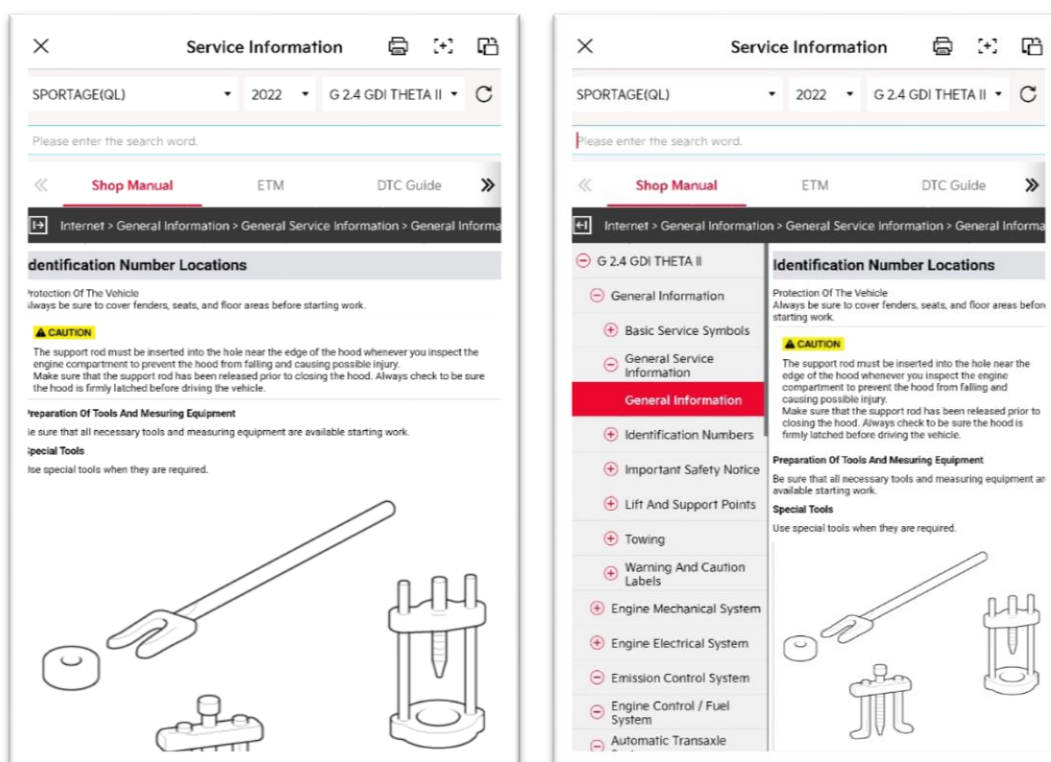 Service Information
SPORTAGE(QL)
2022
G 2.4 GDI THETA II
Please enter the search word.
Shop Manual
ETM
DTC Guide
Internet > General Information > General Service Information > General Informa
dentification Number Locations
Protection Of The Vehicle
Always be sure to cover fenders, seats, and floor areas before starting work.
CAUTION
The support rod must be inserted into the hole near the edge of the hood whenever you inspect the
engine compartment to prevent the hood from falling and causing possible injury.
Make sure that the support rod has been released prior to closing the hood. Always check to be sure
the hood is firmly latched before driving the vehicle.
Preparation Of Tools And Mesuring Equipment
Be sure that all necessary tools and measuring equipment are available starting work.
Special Tools
Use special tools when they are required.
Service Information
SPORTAGE(QL)
2022
G 2.4 GDI THETA II
Please enter the search word.
Shop Manual
ETM
DTC Guide
Internet > General Information > General Service Information > General Informa
G 2.4 GDI THETA II
General Information
Basic Service Symbols
General Service
Information
General Information
Identification Numbers
Important Safety Notice
Lift And Support Points
Towing
Warning And Caution
Labels
Engine Mechanical System
Engine Electrical System
Emission Control System
Engine Control / Fuel
System
Automatic Transaxle
Identification Number Locations
Protection Of The Vehicle
Always be sure to cover fenders, seats, and floor areas before
starting work.
CAUTION
The support rod must be inserted into the hole near the
edge of the hood whenever you inspect the engine
compartment to prevent the hood from falling and
causing possible injury.
Make sure that the support rod has been released prior to
closing the hood. Always check to be sure the hood is
firmly latched before driving the vehicle.
Preparation Of Tools And Mesuring Equipment
Be sure that all necessary tools and measuring equipment are
available starting work.
Special Tools
Use special tools when they are required.